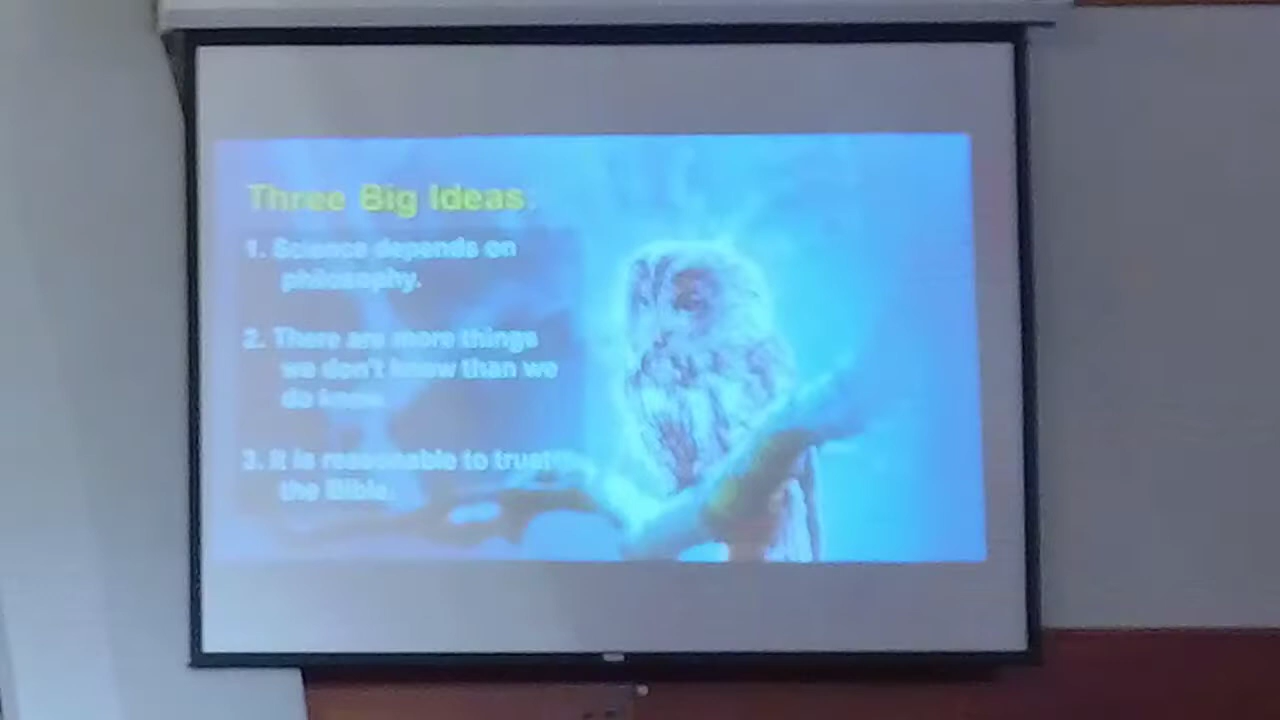 Three Big Ideas:
1. Science depends on
philosophy.
2. There are more things
we don't know than we
do know.
3. It is reasonable to trust
the Bible.